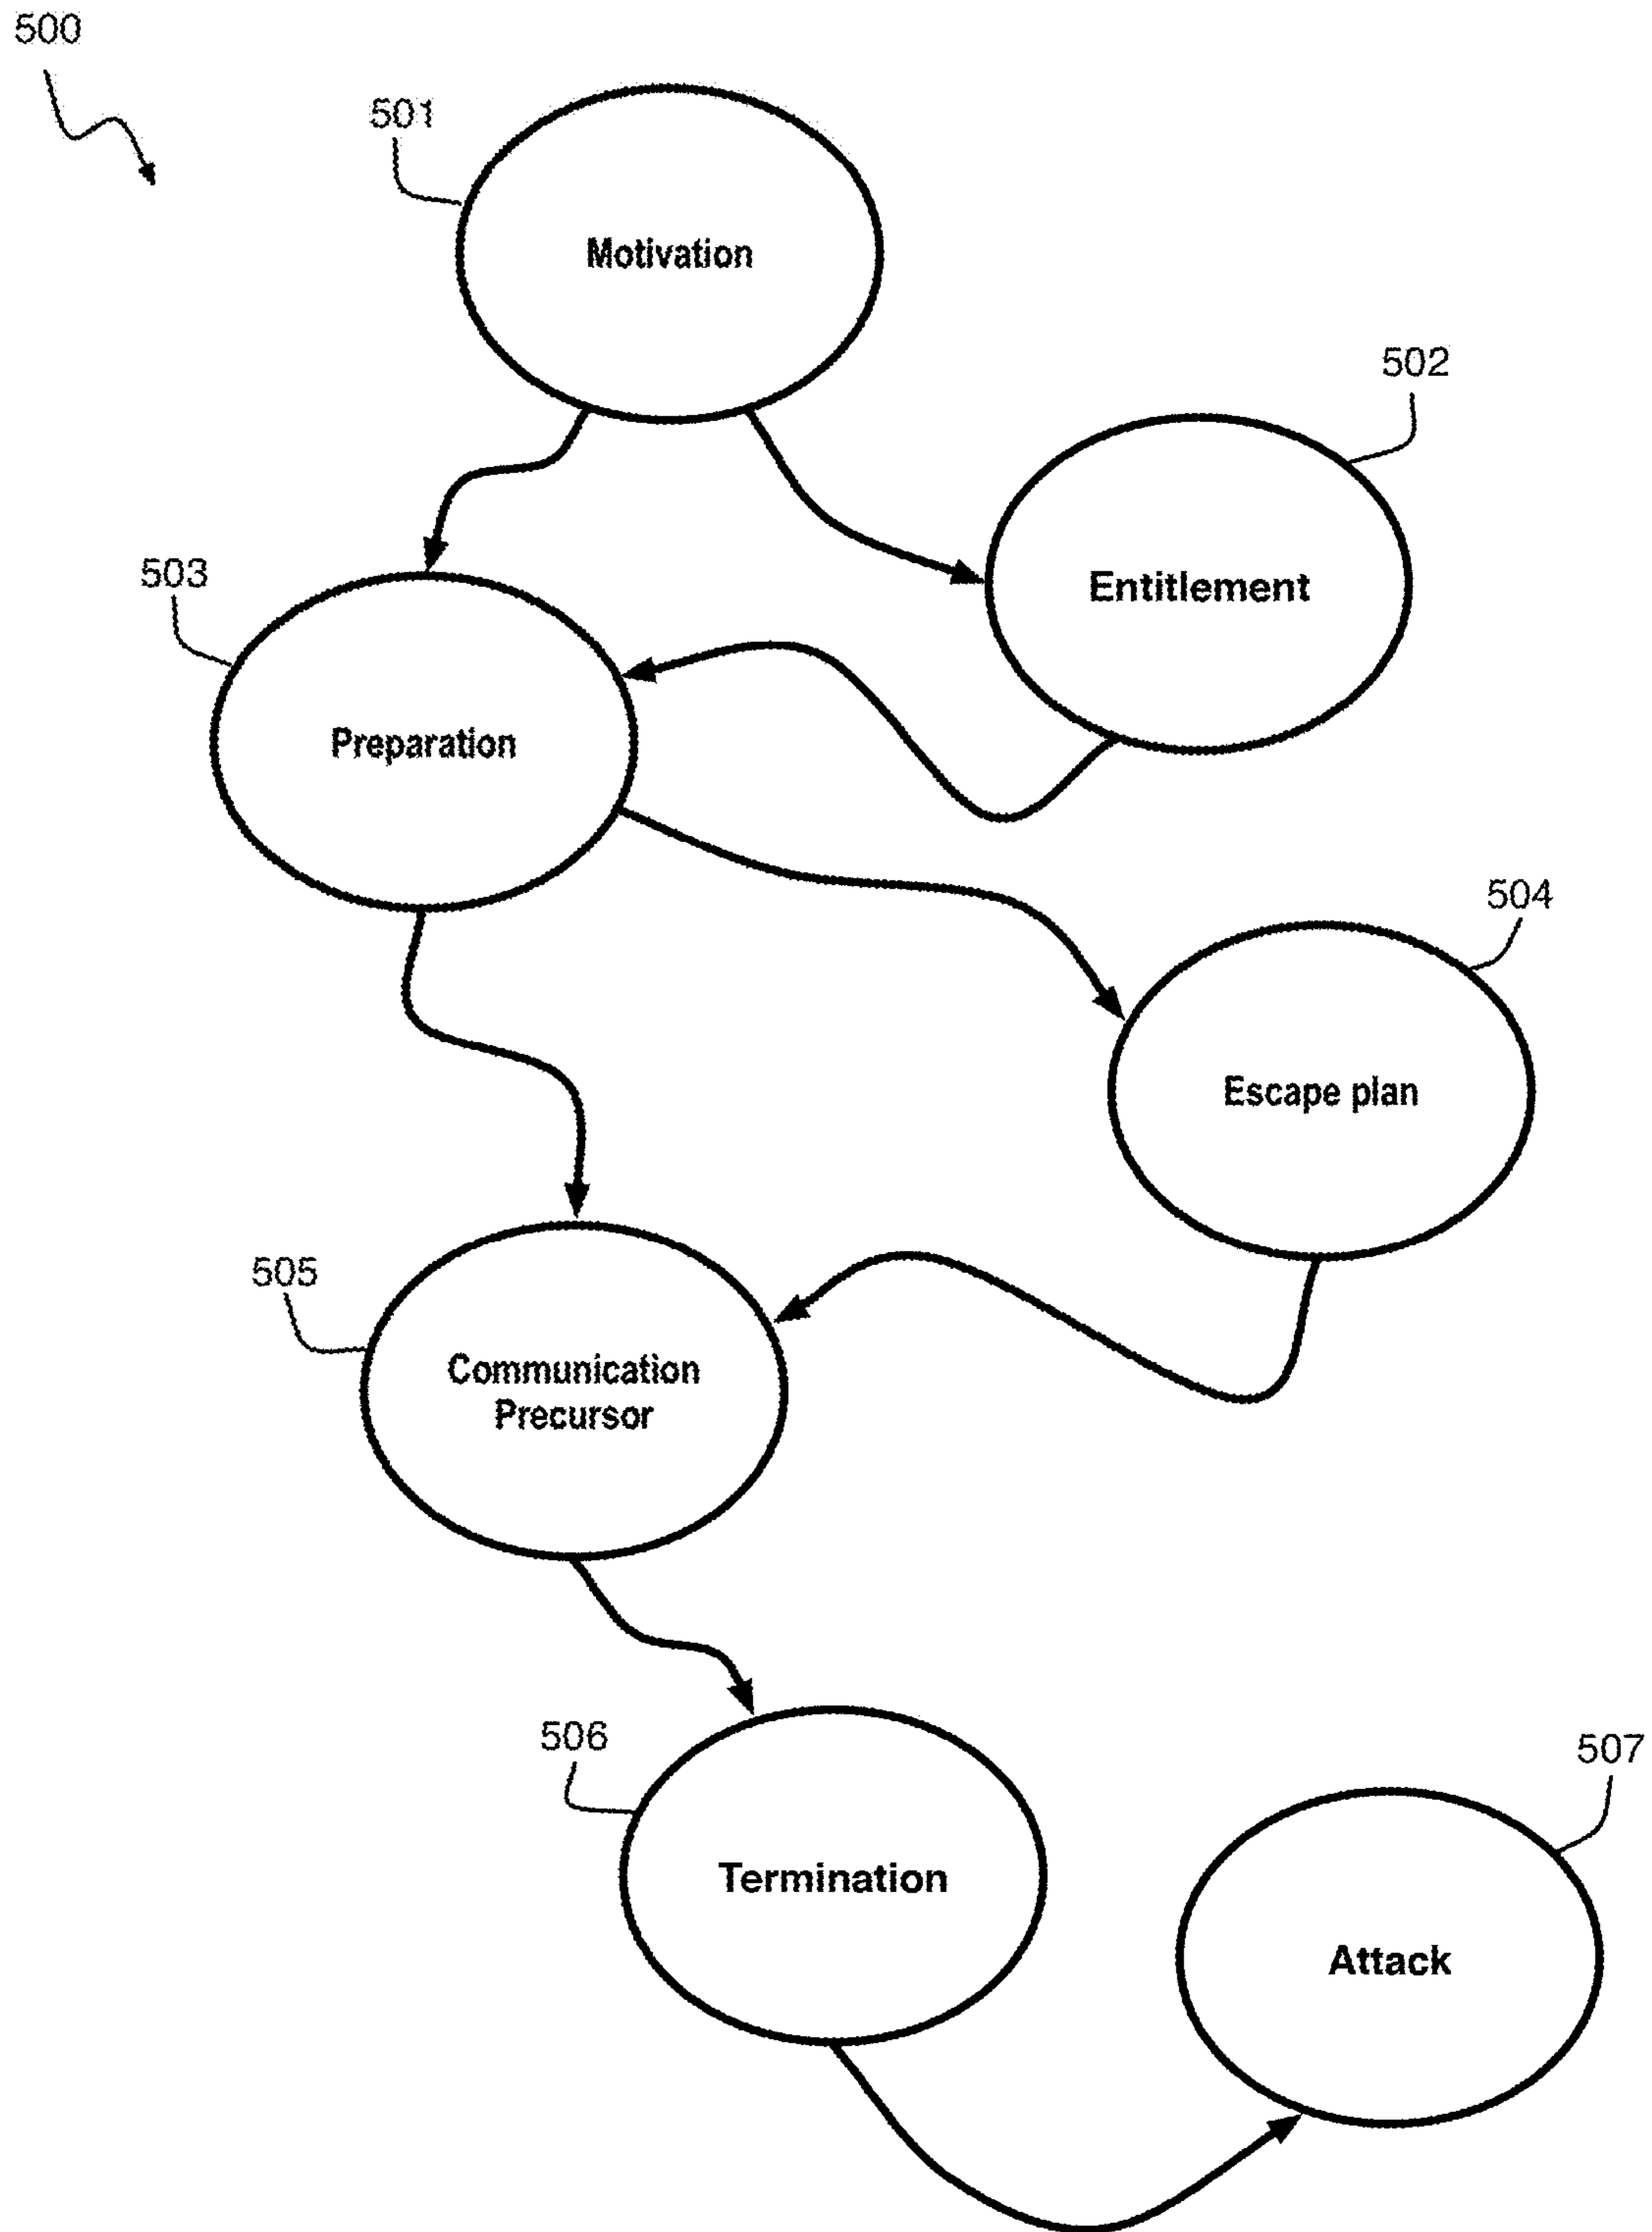 500
501
Motivation
502
Entitlement
503
Preparation
504
Escape plan
505
Communication
Precursor
506
Termination
507
Attack